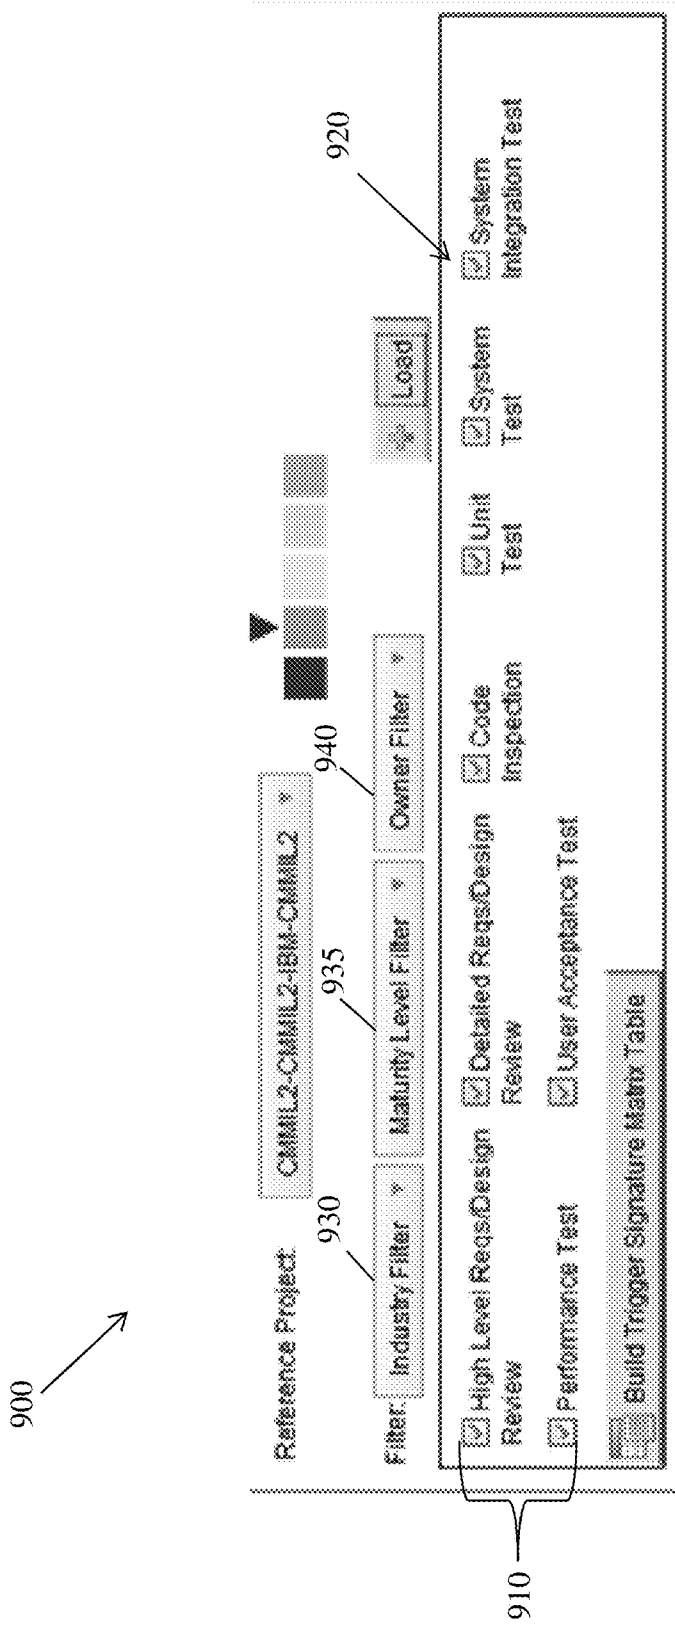 900
Reference Project:
CMMIL2-CMMIL2-IBM-CMMIL2
930
935
940
920
Filter:
Industry Filter
Maturity Level Filter
Owner Filter
Load
High Level Reqs/Design
Review
Detailed Reqs/Design
Review
Code
Inspection
Unit
Test
System
Test
System
Integration Test
Performance Test
User Acceptance Test
910
Build Trigger Signature Matrix Table